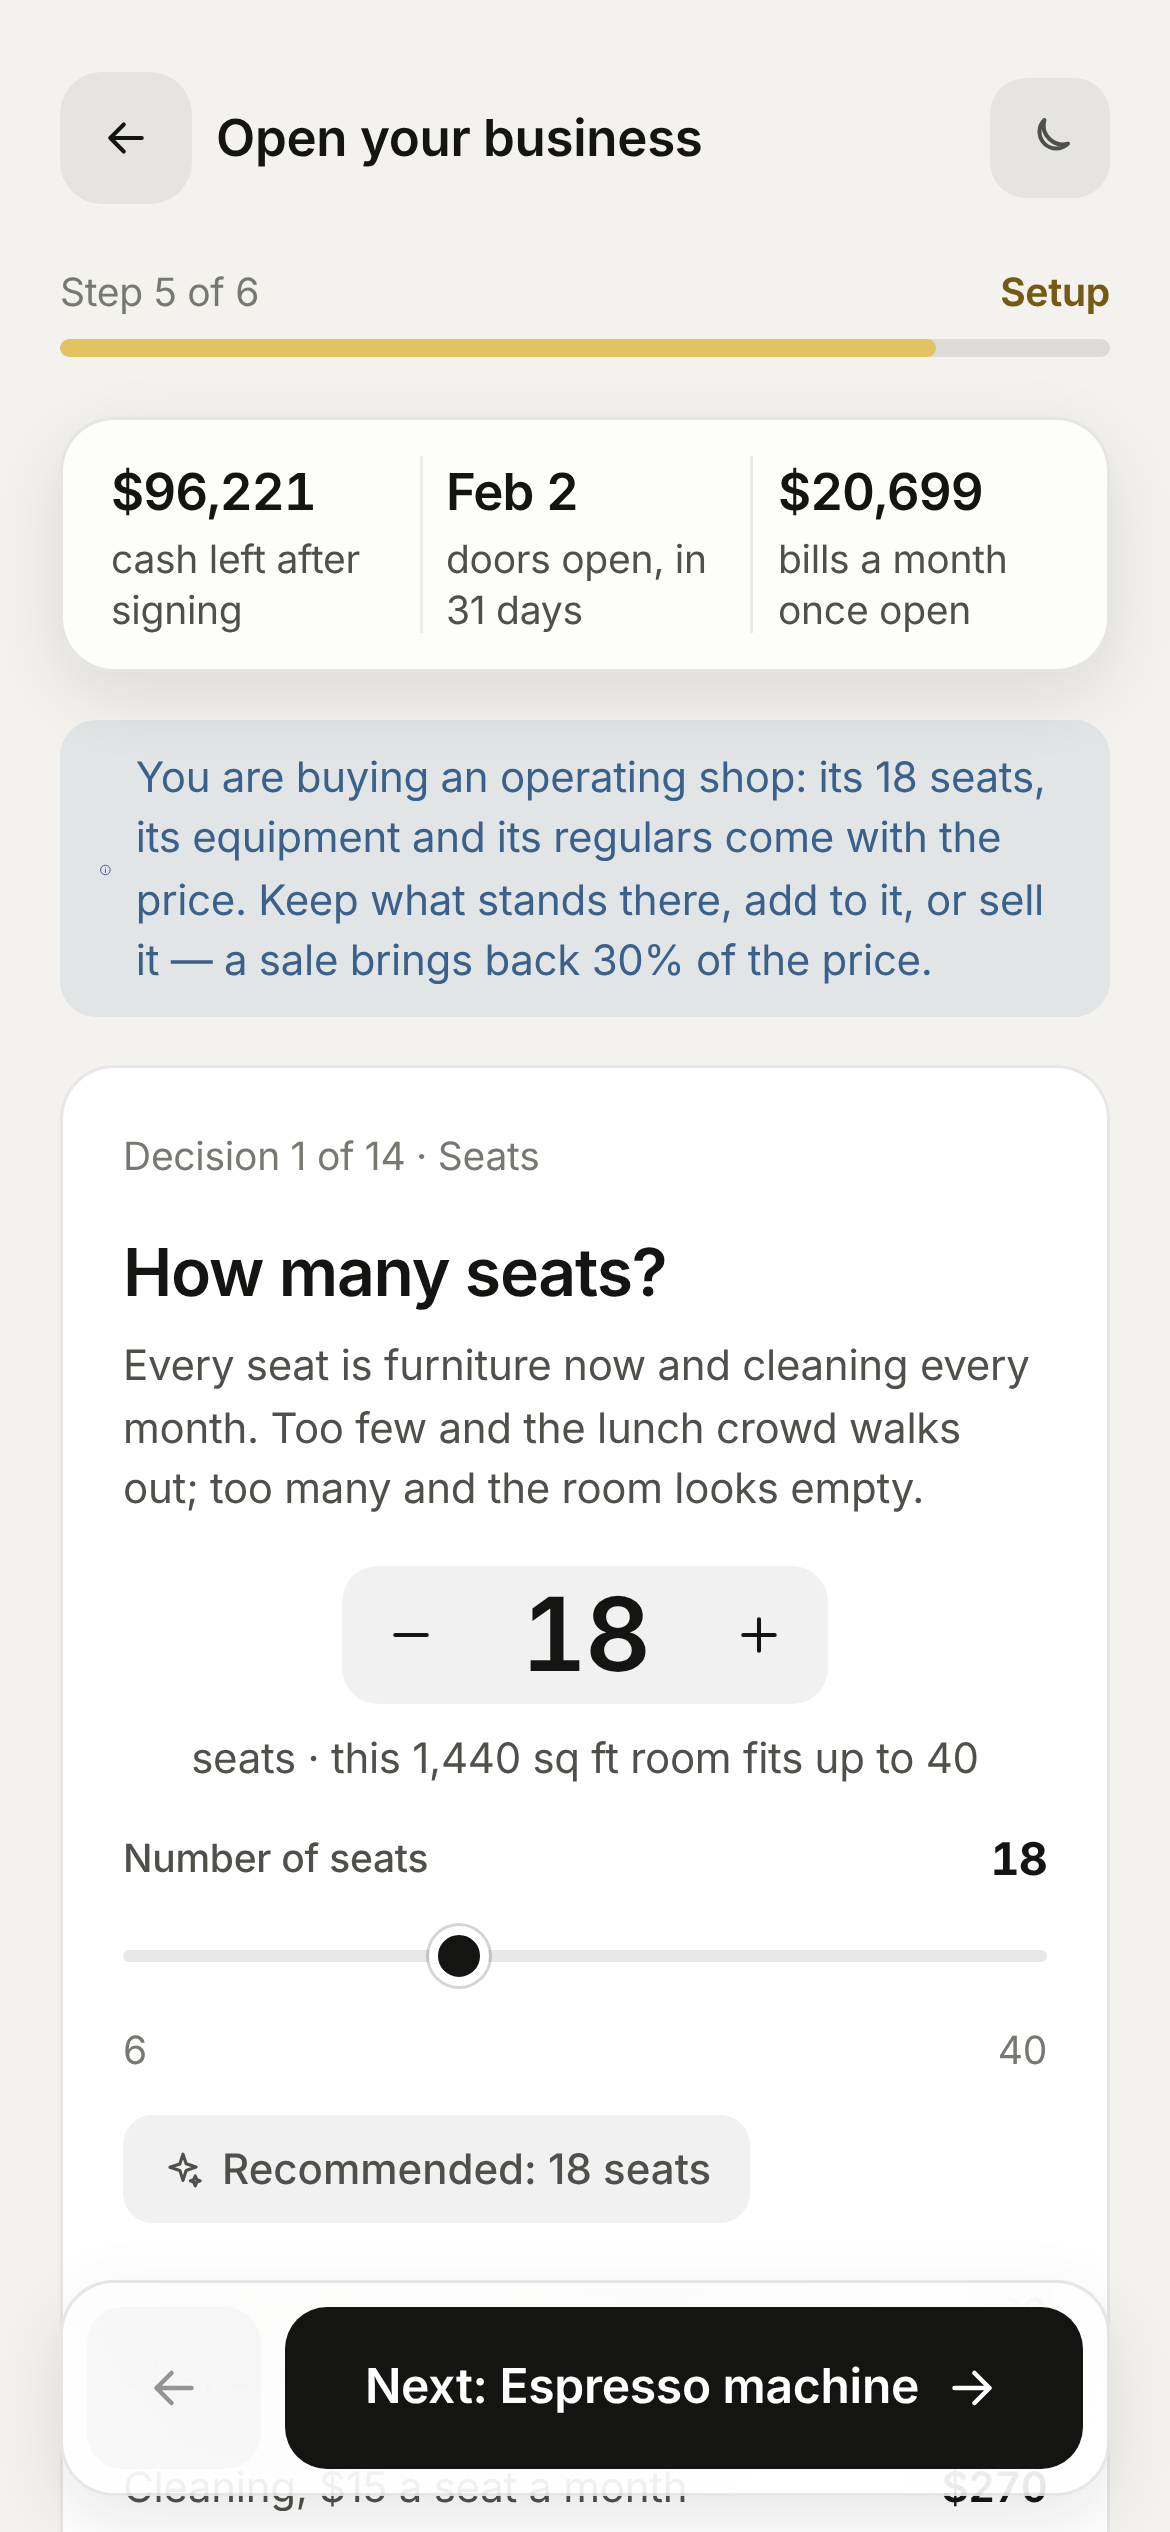 Open your business
Step 5 of 6
Setup
$96,221
cash left after
signing
Feb 2
doors open, in
31 days
$20,699
bills a month
once open
You are buying an operating shop: its 18 seats,
its equipment and its regulars come with the
price. Keep what stands there, add to it, or sell
it — a sale brings back 30% of the price.
Decision 1 of 14 · Seats
How many seats?
Every seat is furniture now and cleaning every
month. Too few and the lunch crowd walks
out; too many and the room looks empty.
18
seats · this 1,440 sq ft room fits up to 40
Number of seats
18
6
40
Recommended: 18 seats
Next: Espresso machine
Cleaning, $15 a seat a month
$270